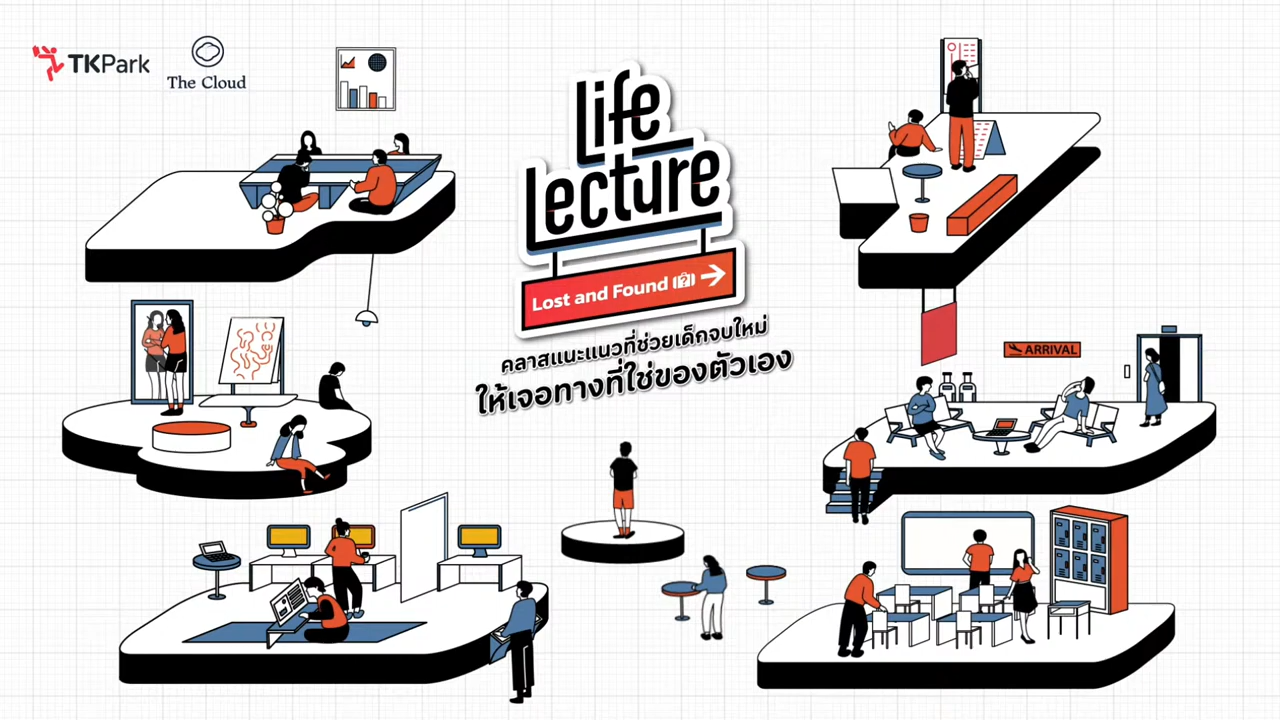 TKPark
The Cloud
Life
Lecture
Lost and Found
คลาสแนะแนวที่ช่วยเด็กจบใหม่
ให้เจอทางที่ใช่ของตัวเอง
ARRIVAL